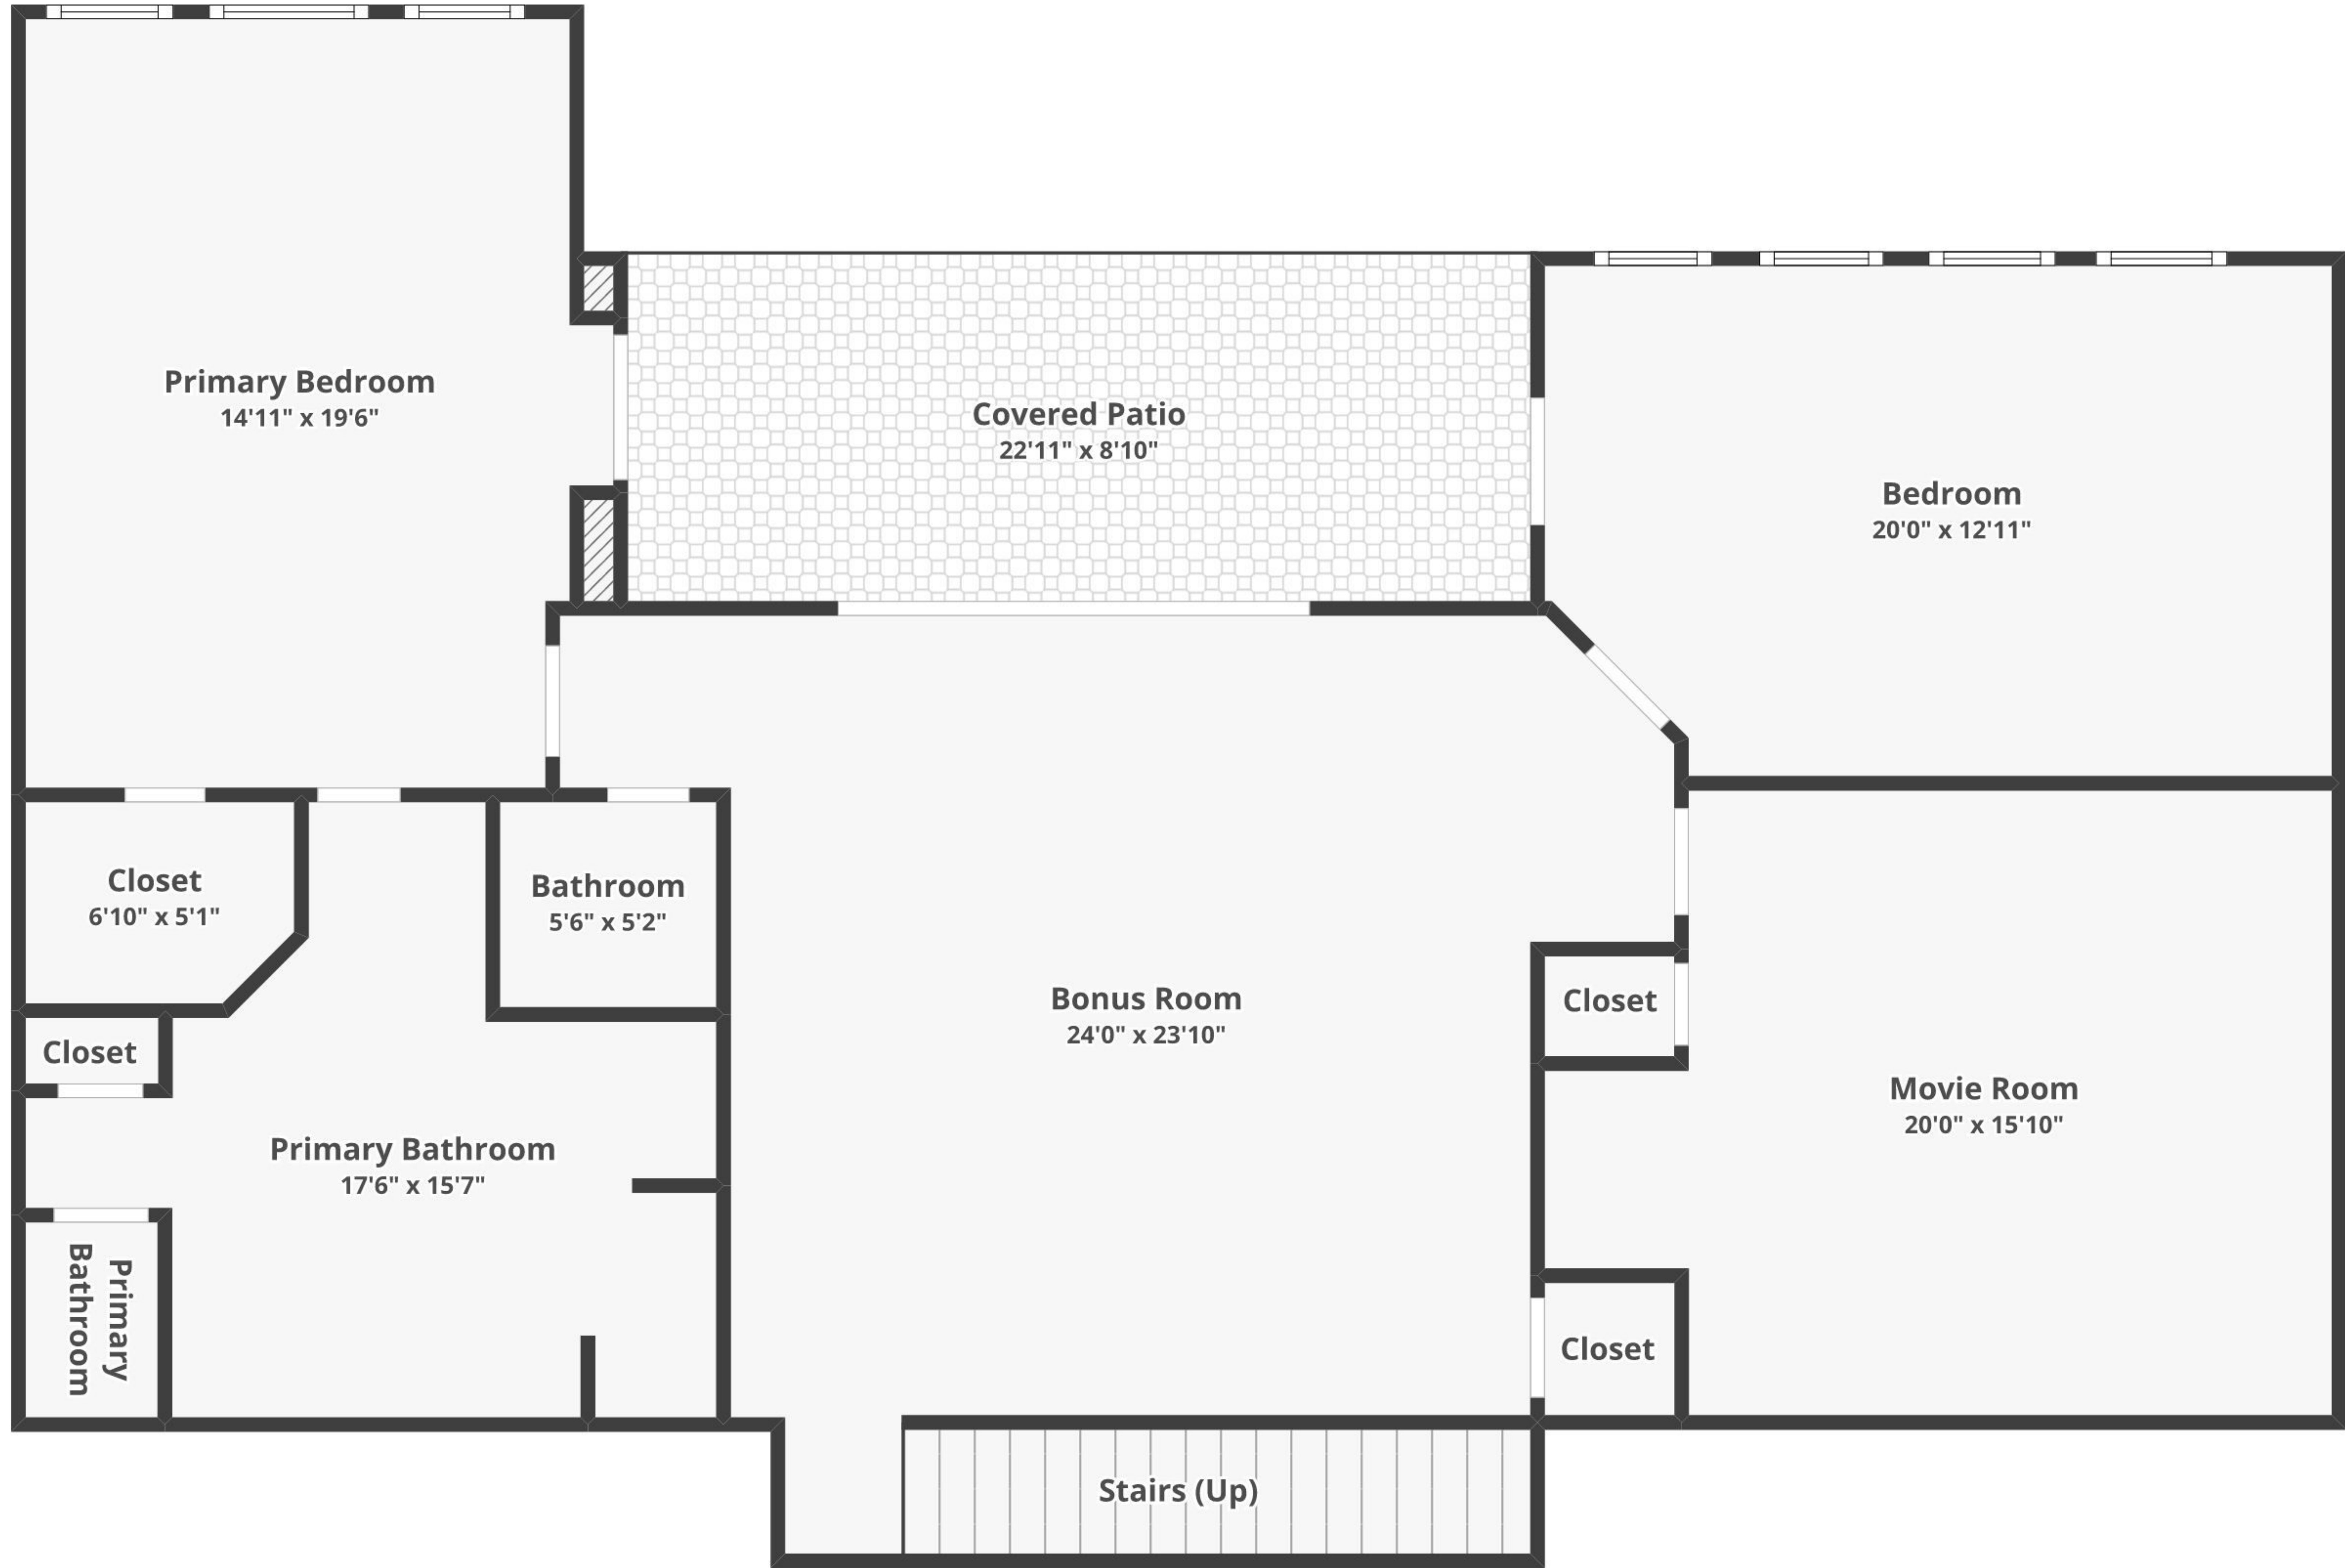 Primary Bedroom
14'11" x 19'6"
Covered Patio
22'11" x 8'10"
Bedroom
20'0" x 12'11"
Closet
6'10" x 5'1"
Bathroom
5'6" x 5'2"
Bonus Room
24'0" x 23'10"
Closet
Closet
Movie Room
20'0" x 15'10"
Primary Bathroom
17'6" x 15'7"
Primary
Bathroom
Closet
Stairs (Up)